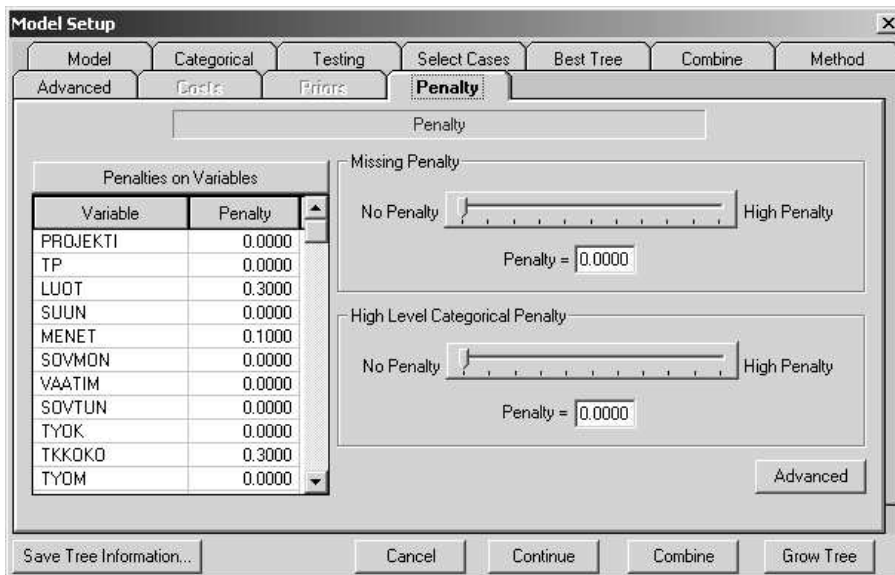 Model Setup
Model Categorical Testing Select Cases Best Tree Combine Method
Advanced Costs Priors Penalty
Penalty
Penalties on Variables
Variable Penalty
PROJEKTI 0.0000
TP 0.0000
LUOT 0.3000
SUUN 0.0000
MENET 0.1000
SOVMON 0.0000
VAATIM 0.0000
SOVTUN 0.0000
TYOK 0.0000
TKKOKO 0.3000
TYOM 0.0000
Missing Penalty
No Penalty High Penalty
Penalty = 0.0000
High Level Categorical Penalty
No Penalty High Penalty
Penalty = 0.0000
Advanced
Save Tree Information... Cancel Continue Combine Grow Tree